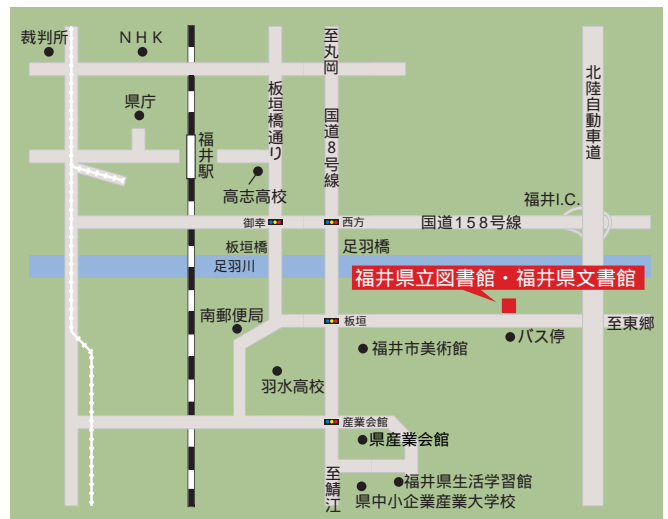 裁判所
NHK
至丸岡
県庁
板垣橋通り
国道8号線
北陸自動車道
福井駅
高志高校
福井I.C.
御幸
西方
国道158号線
板垣橋
足羽橋
足羽川
福井県立図書館・福井県文書館
南郵便局
板垣
至東郷
バス停
福井市美術館
羽水高校
産業会館
県産業会館
至鯖江
福井県生活学習館
県中小企業産業大学校